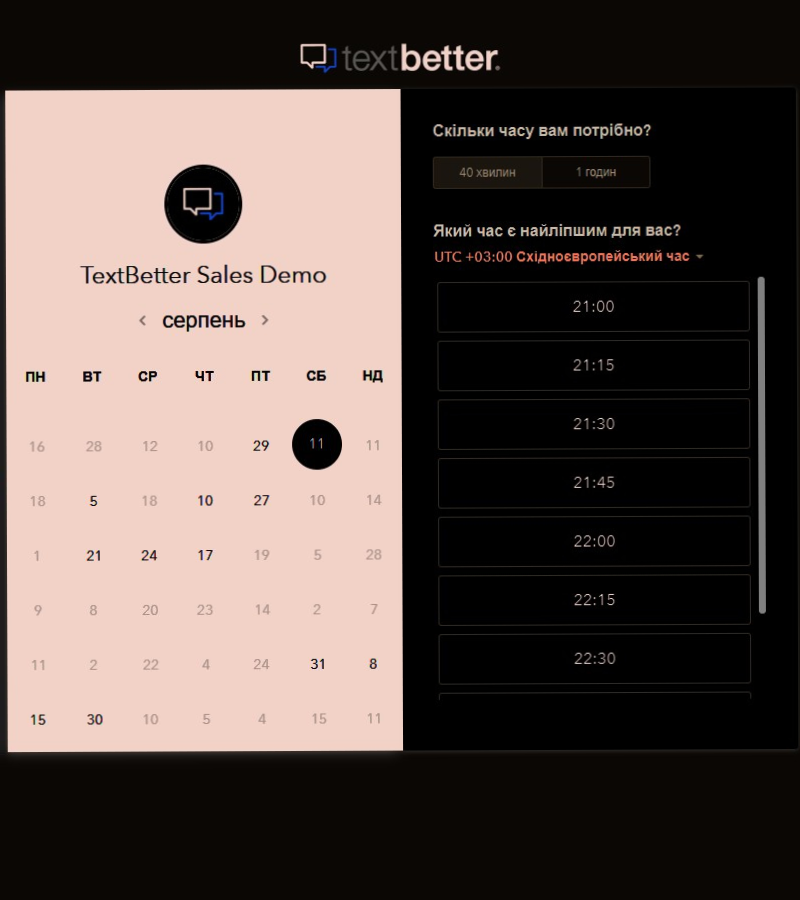 textbetter.
TextBetter Sales Demo
серпень
ПН ВТ СР ЧТ ПТ СБ НД
16 28 12 10 29 11 11
18 5 18 10 27 10 14
1 21 24 17 19 5 28
9 8 20 23 14 2 7
11 2 22 4 24 31 8
15 30 10 5 4 15 11
Скільки часу вам потрібно?
40 хвилин 1 годин
Який час є найліпшим для вас?
UTC +03:00 Східноєвропейський час
21:00
21:15
21:30
21:45
22:00
22:15
22:30